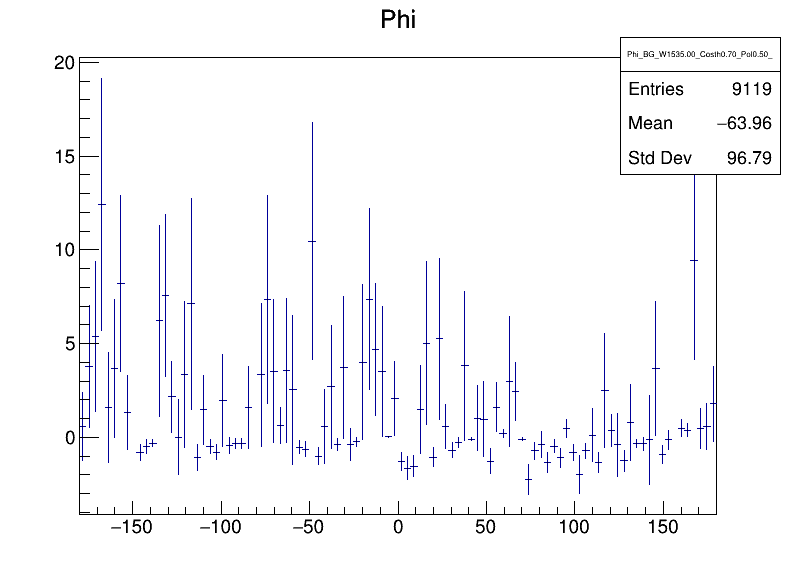 Phi
Phi_BG_W1535.00_Costh0.70_Pol0.50_
Entries 9119
Mean −63.96
Std Dev 96.79
20
15
10
5
0
−150 −100 −50 0 50 100 150